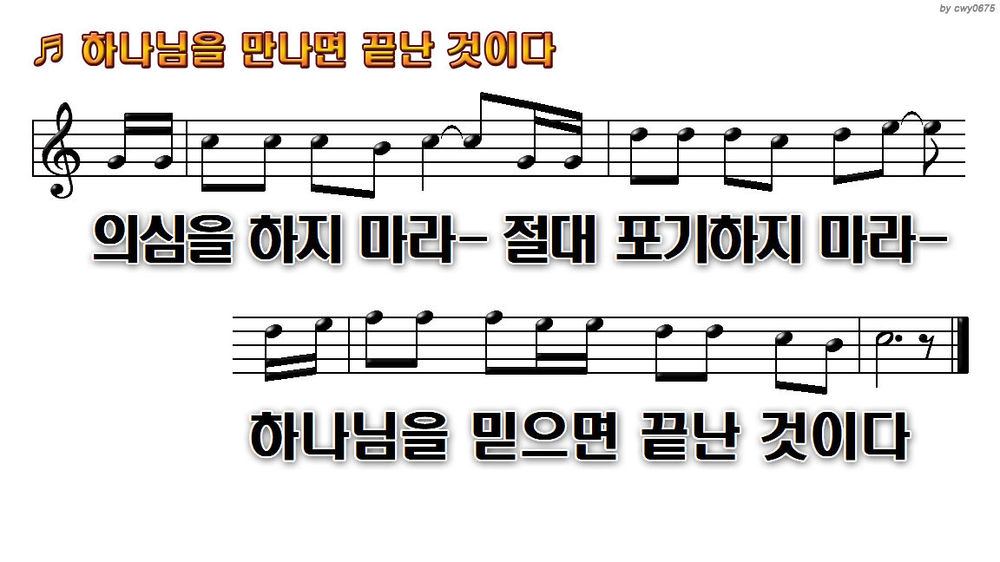 by cwy0675
♬ 하나님을 만나면 끝난 것이다
의심을 하지 마라- 절대 포기하지 마라-
하나님을 믿으면 끝난 것이다